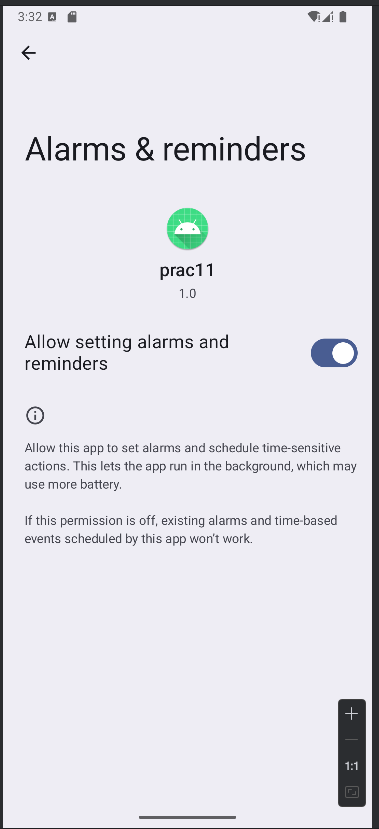 3:32 A
Alarms & reminders
prac11
1.0
Allow setting alarms and
reminders
Allow this app to set alarms and schedule time-sensitive
actions. This lets the app run in the background, which may
use more battery.
If this permission is off, existing alarms and time-based
events scheduled by this app won't work.
1:1